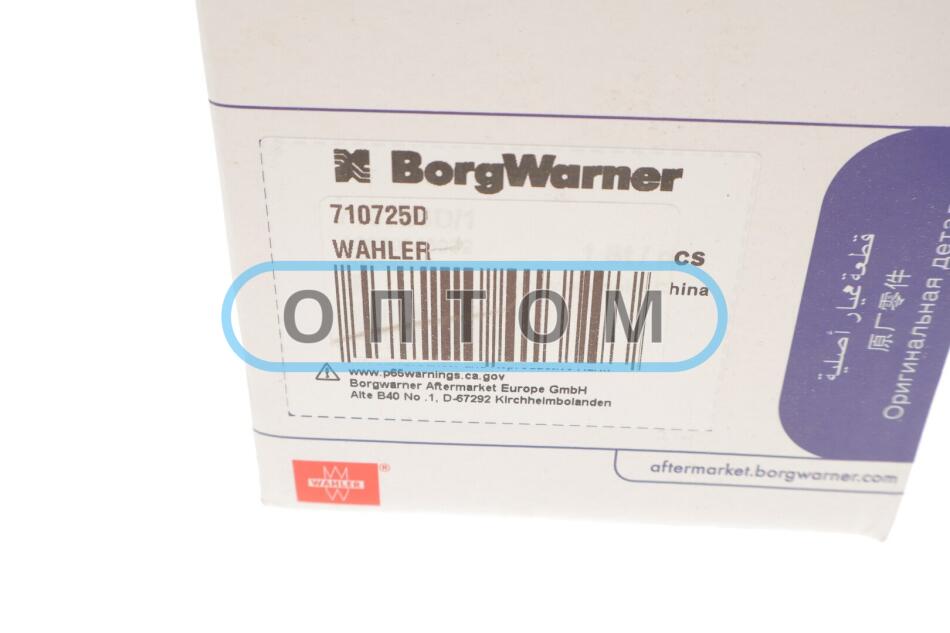 BorgWarner
710725D
WAHLER
cs
hina
ОПТОМ
www.p65warnings.ca.gov
Borgwarner Aftermarket Europe GmbH
Alte B40 No .1, D-67292 Kirchheimbolanden
WAHLER®
aftermarket.borgwarner.com
قطعة معيار أصلية
原厂零件
Оригинальная дета